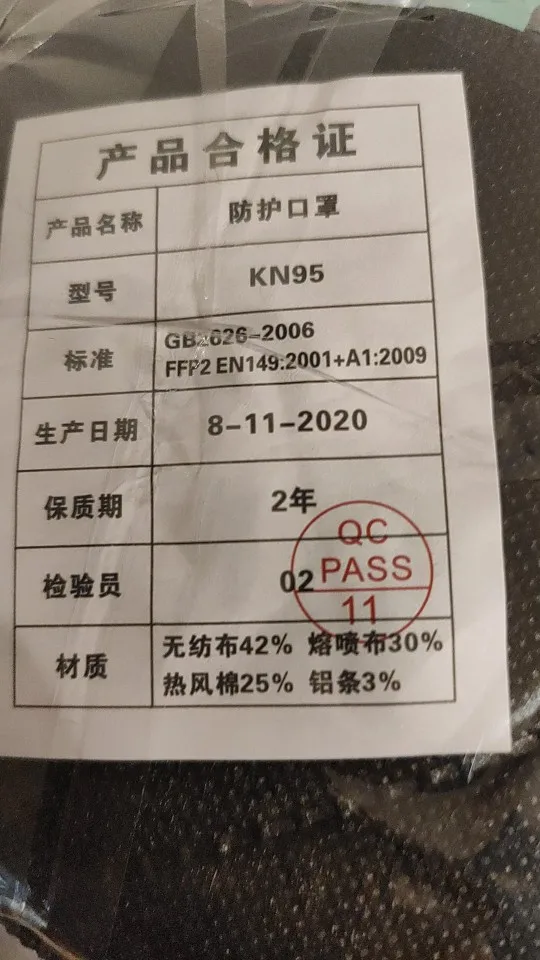 产品合格证
产品名称 防护口罩
型号 KN95
标准 GB2626-2006
FFP2 EN149:2001+A1:2009
生产日期 8-11-2020
保质期 2年
检验员 02
QC
PASS
11
材质 无纺布42% 熔喷布30%
热风棉25% 铝条3%